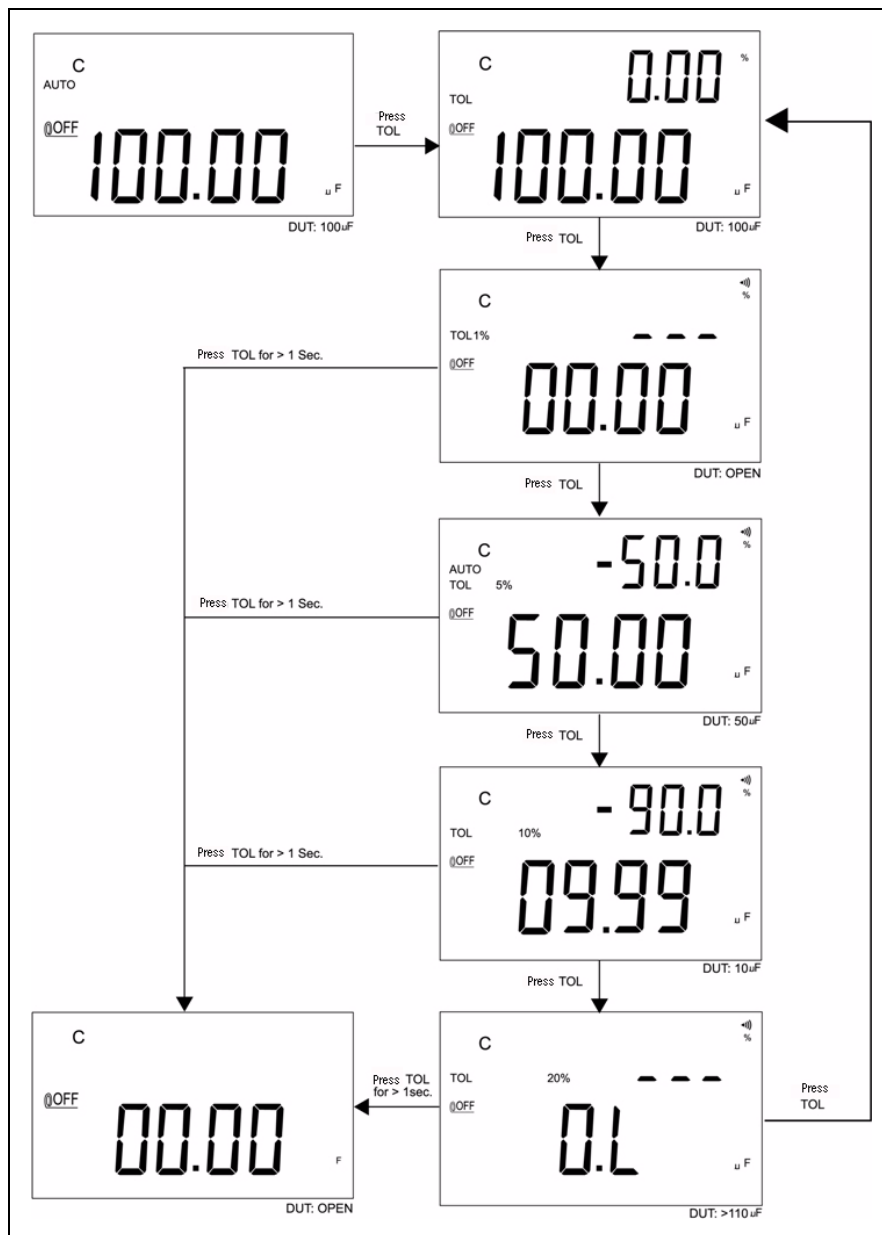 C
AUTO
OFF
100.00
µF
DUT: 100µF
Press
TOL
C
0.00 %
TOL
OFF
100.00
µF
DUT: 100µF
Press TOL
C
%
TOL1%
- - -
OFF
00.00
µF
DUT: OPEN
Press TOL for > 1 Sec.
Press TOL
C
-50.0 %
AUTO
TOL 5%
OFF
50.00
µF
DUT: 50µF
Press TOL for > 1 Sec.
Press TOL
C
-90.0 %
TOL 10%
OFF
09.99
µF
DUT: 10µF
Press TOL for > 1 Sec.
Press TOL
C
%
TOL 20% - - -
OFF
0.L
µF
DUT: >110µF
Press TOL
for > 1sec.
Press
TOL
C
OFF
00.00
F
DUT: OPEN